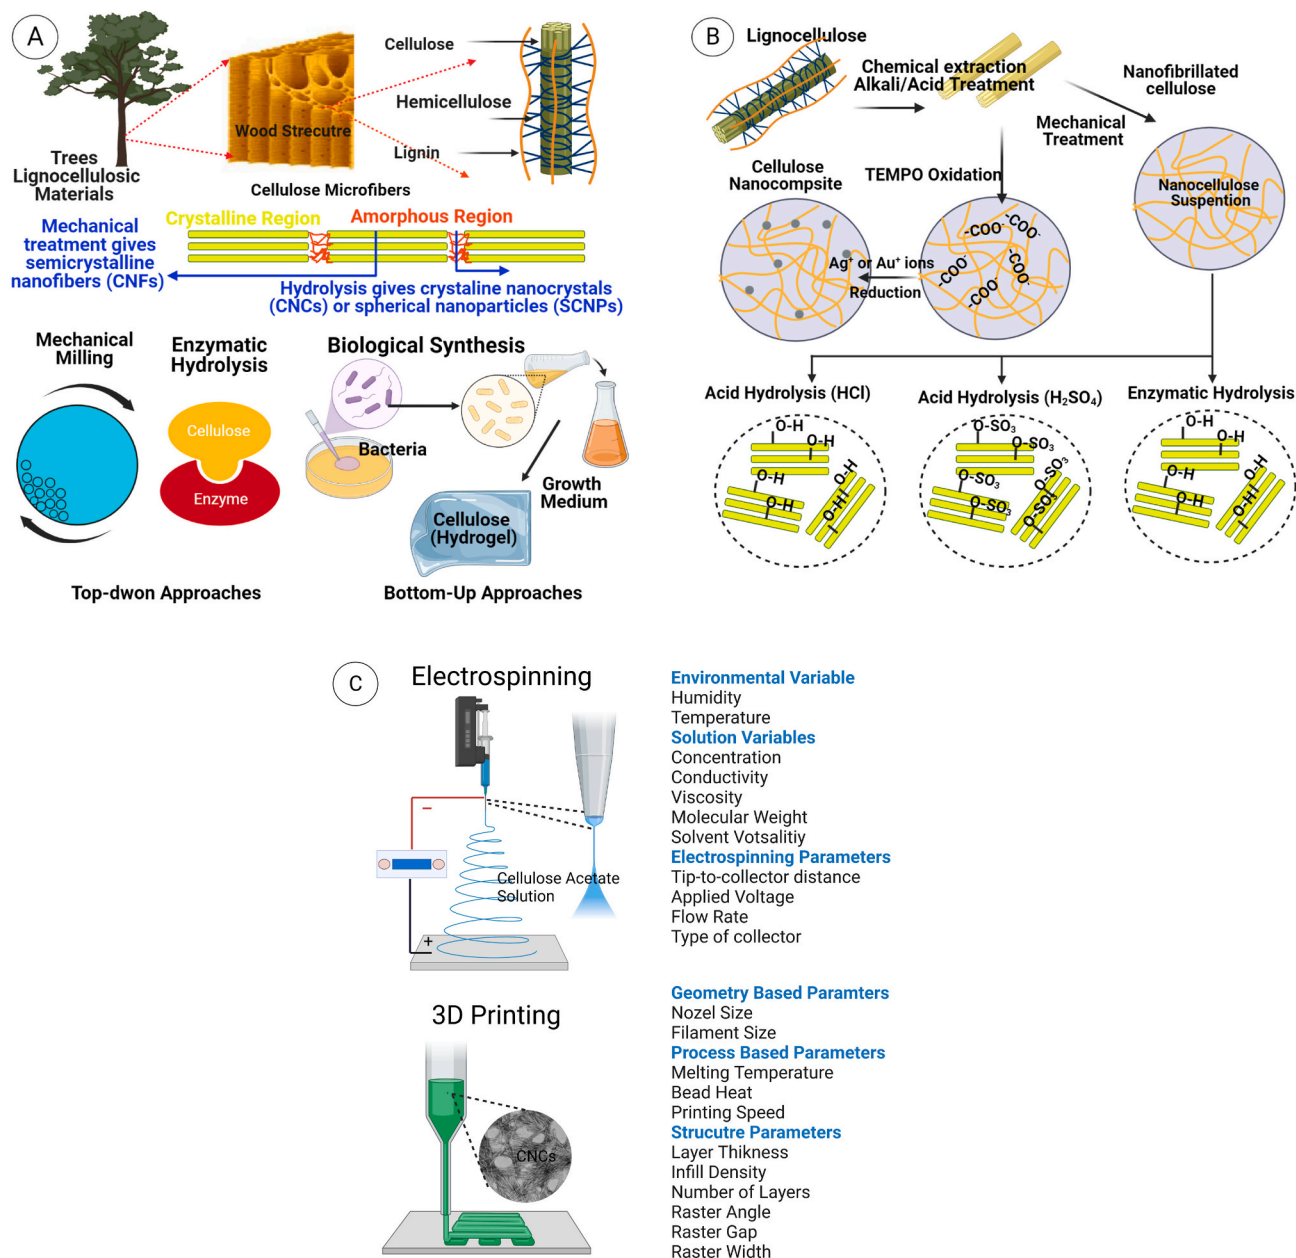 A
Cellulose
Hemicellulose
Lignin
Wood Strecutre
Trees
Lignocellulosic
Materials
Cellulose Microfibers
Crystalline Region
Amorphous Region
Mechanical
treatment gives
semicrystalline
nanofibers (CNFs)
Hydrolysis gives crystaline nanocrystals
(CNCs) or spherical nanoparticles (SCNPs)
Mechanical
Milling
Enzymatic
Hydrolysis
Biological Synthesis
Cellulose
Enzyme
Bacteria
Growth
Medium
Cellulose
(Hydrogel)
Top-dwon Approaches
Bottom-Up Approaches
B
Lignocellulose
Chemical extraction
Alkali/Acid Treatment
Nanofibrillated
cellulose
Mechanical
Treatment
Cellulose
Nanocompsite
TEMPO Oxidation
Nanocellulose
Suspention
-COO⁻
-COO⁻
-COO⁻
-COO⁻
-COO⁻
Ag⁺ or Au⁺ ions
Reduction
Acid Hydrolysis (HCl)
Acid Hydrolysis (H₂SO₄)
Enzymatic Hydrolysis
O-H
O-H
O-H
O-H
O-H
O-H
O-SO₃
O-SO₃
O-SO₃
O-SO₃
O-SO₃
O-SO₃
O-H
O-H
O-H
O-H
O-H
O-H
C
Electrospinning
−
+
Cellulose Acetate
Solution
Environmental Variable
Humidity
Temperature
Solution Variables
Concentration
Conductivity
Viscosity
Molecular Weight
Solvent Votsalitiy
Electrospinning Parameters
Tip-to-collector distance
Applied Voltage
Flow Rate
Type of collector
3D Printing
CNCs
Geometry Based Paramters
Nozel Size
Filament Size
Process Based Parameters
Melting Temperature
Bead Heat
Printing Speed
Strucutre Parameters
Layer Thikness
Infill Density
Number of Layers
Raster Angle
Raster Gap
Raster Width